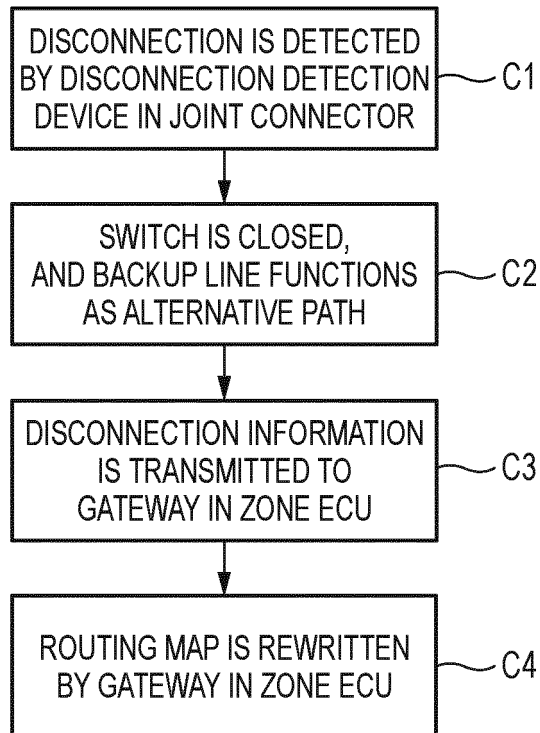 DISCONNECTION IS DETECTED
BY DISCONNECTION DETECTION
DEVICE IN JOINT CONNECTOR
C1
SWITCH IS CLOSED,
AND BACKUP LINE FUNCTIONS
AS ALTERNATIVE PATH
C2
DISCONNECTION INFORMATION
IS TRANSMITTED TO
GATEWAY IN ZONE ECU
C3
ROUTING MAP IS REWRITTEN
BY GATEWAY IN ZONE ECU
C4